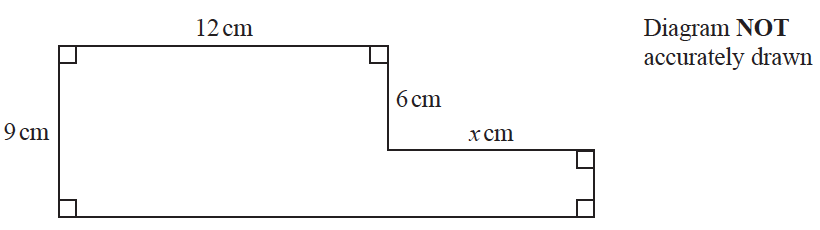 12 cm
Diagram NOT
accurately drawn
6 cm
9 cm
x cm